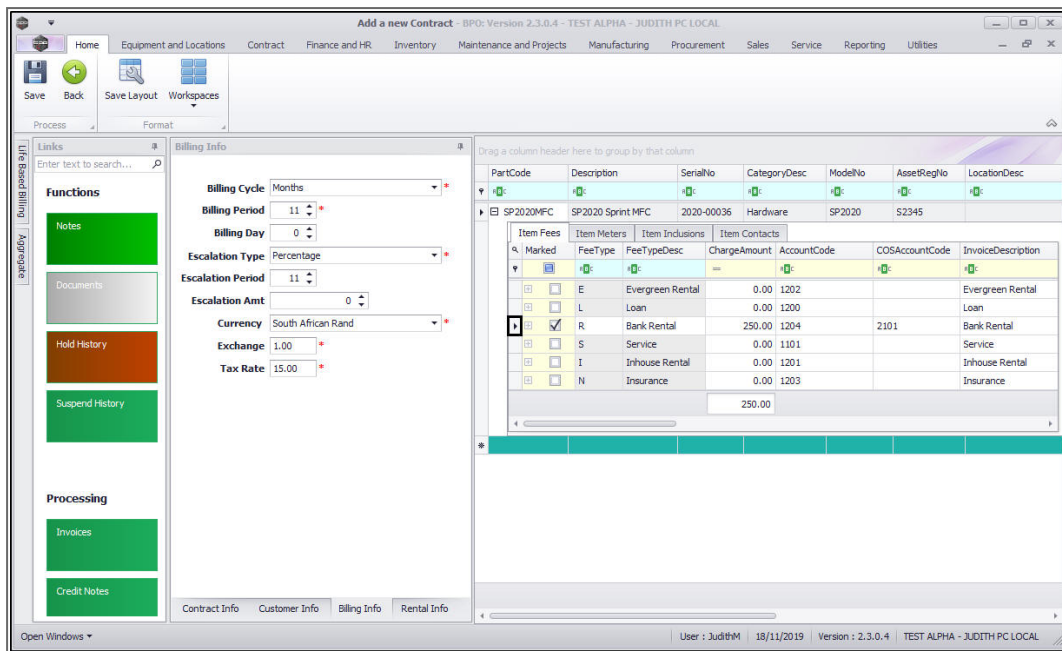 Add a new Contract - BPO: Version 2.3.0.4 - TEST ALPHA - JUDITH PC LOCAL
Home Equipment and Locations Contract Finance and HR Inventory Maintenance and Projects Manufacturing Procurement Sales Service Reporting Utilities
Save Back Save Layout Workspaces
Process Format
Life Based Billing
Aggregate
Links
Enter text to search...
Functions
Notes
Documents
Hold History
Suspend History
Processing
Invoices
Credit Notes
Billing Info
Billing Cycle Months *
Billing Period 11 *
Billing Day 0
Escalation Type Percentage *
Escalation Period 11
Escalation Amt 0
Currency South African Rand *
Exchange 1.00 *
Tax Rate 15.00 *
Contract Info Customer Info Billing Info Rental Info
Drag a column header here to group by that column
PartCode Description SerialNo CategoryDesc ModelNo AssetRegNo LocationDesc
SP2020MFC SP2020 Sprint MFC 2020-00036 Hardware SP2020 S2345
Item Fees Item Meters Item Inclusions Item Contacts
Marked FeeType FeeTypeDesc ChargeAmount AccountCode COSAccountCode InvoiceDescription
E Evergreen Rental 0.00 1202 Evergreen Rental
L Loan 0.00 1200 Loan
R Bank Rental 250.00 1204 2101 Bank Rental
S Service 0.00 1101 Service
I Inhouse Rental 0.00 1201 Inhouse Rental
N Insurance 0.00 1203 Insurance
250.00
Open Windows User : JudithM 18/11/2019 Version : 2.3.0.4 TEST ALPHA - JUDITH PC LOCAL